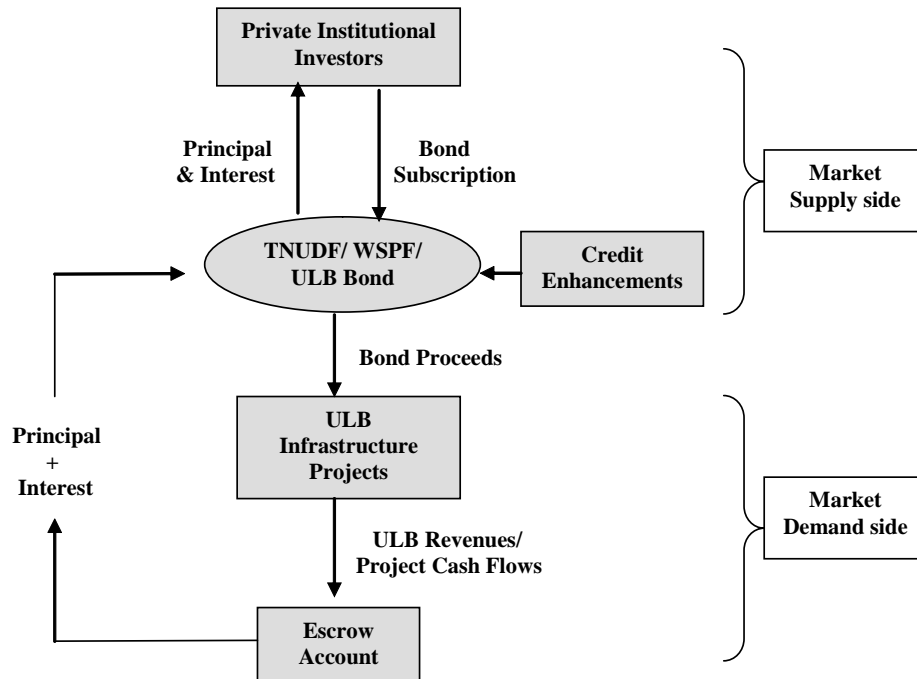 Private Institutional
Investors
Principal
& Interest
Bond
Subscription
Market
Supply side
TNUDF/ WSPF/
ULB Bond
Credit
Enhancements
Bond Proceeds
ULB
Infrastructure
Projects
Principal
+
Interest
Market
Demand side
ULB Revenues/
Project Cash Flows
Escrow
Account